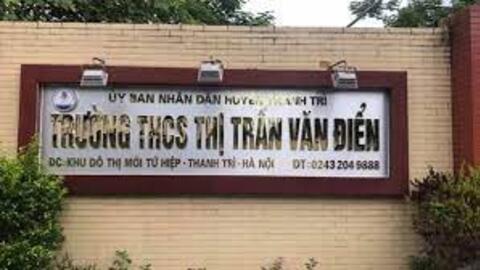 ỦY BAN NHÂN DÂN HUYỆN THANH TRÌ
TRƯỜNG THCS THỊ TRẤN VĂN ĐIỂN
ĐC: KHU ĐÔ THỊ MỚI TỨ HIỆP - THANH TRÌ - HÀ NỘI ĐT: 0243 204 9888